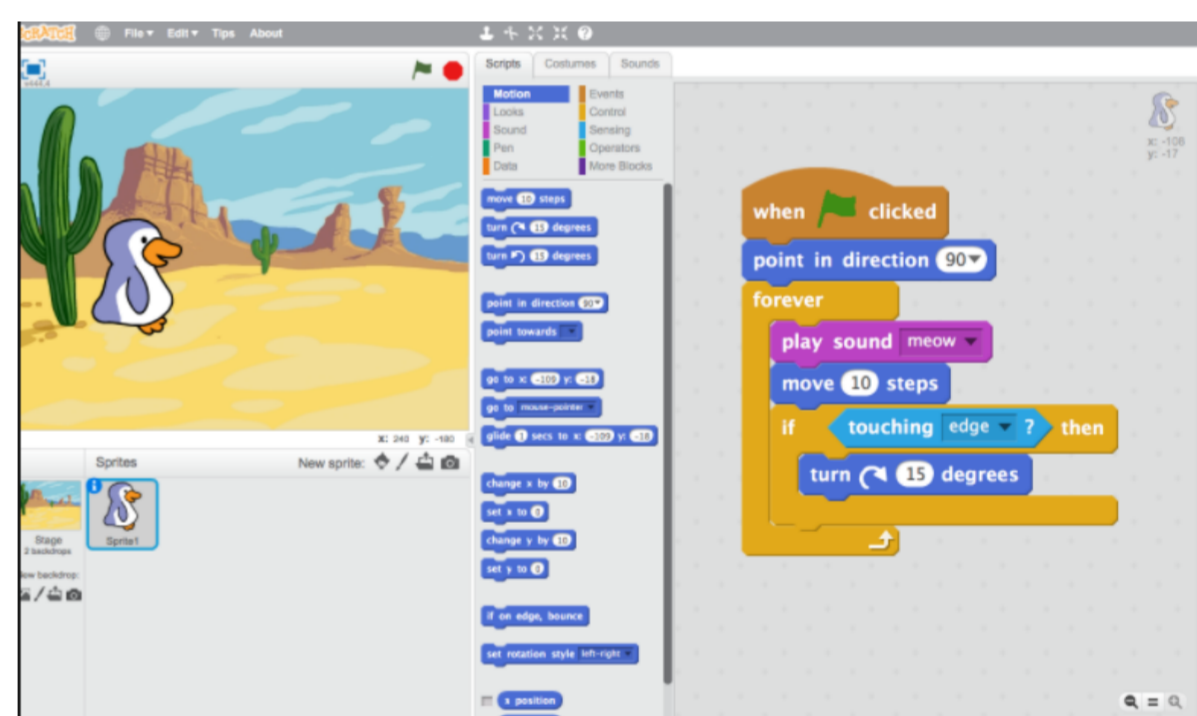 SCRATCH File Edit Tips About
Scripts Costumes Sounds
Motion Events
Looks Control
Sound Sensing
Pen Operators
Data More Blocks
move 10 steps
turn 15 degrees
turn 15 degrees
point in direction 90
point towards
go to x: -109 y: -18
go to mouse-pointer
glide 1 secs to x: -109 y: -18
change x by 10
set x to 0
change y by 10
set y to 0
if on edge, bounce
set rotation style left-right
x position
x: 240 y: -180
Sprites New sprite:
Stage
2 backdrops
Sprite1
New backdrop:
when clicked
point in direction 90
forever
play sound meow
move 10 steps
if touching edge ? then
turn 15 degrees
x: -108
y: -17